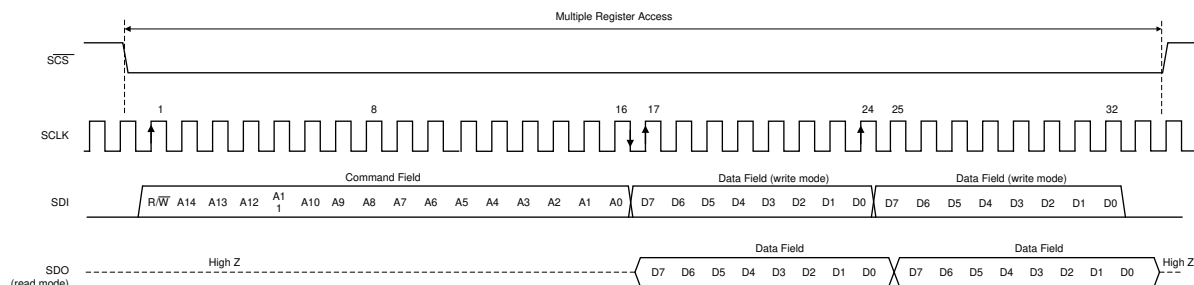 Multiple Register Access
SCS
1 8 16 17 24 25 32
SCLK
Command Field Data Field (write mode) Data Field (write mode)
SDI R/W A14 A13 A12 A1 A10 A9 A8 A7 A6 A5 A4 A3 A2 A1 A0 D7 D6 D5 D4 D3 D2 D1 D0 D7 D6 D5 D4 D3 D2 D1 D0
1
Data Field Data Field
High Z High Z
SDO D7 D6 D5 D4 D3 D2 D1 D0 D7 D6 D5 D4 D3 D2 D1 D0
(read mode)